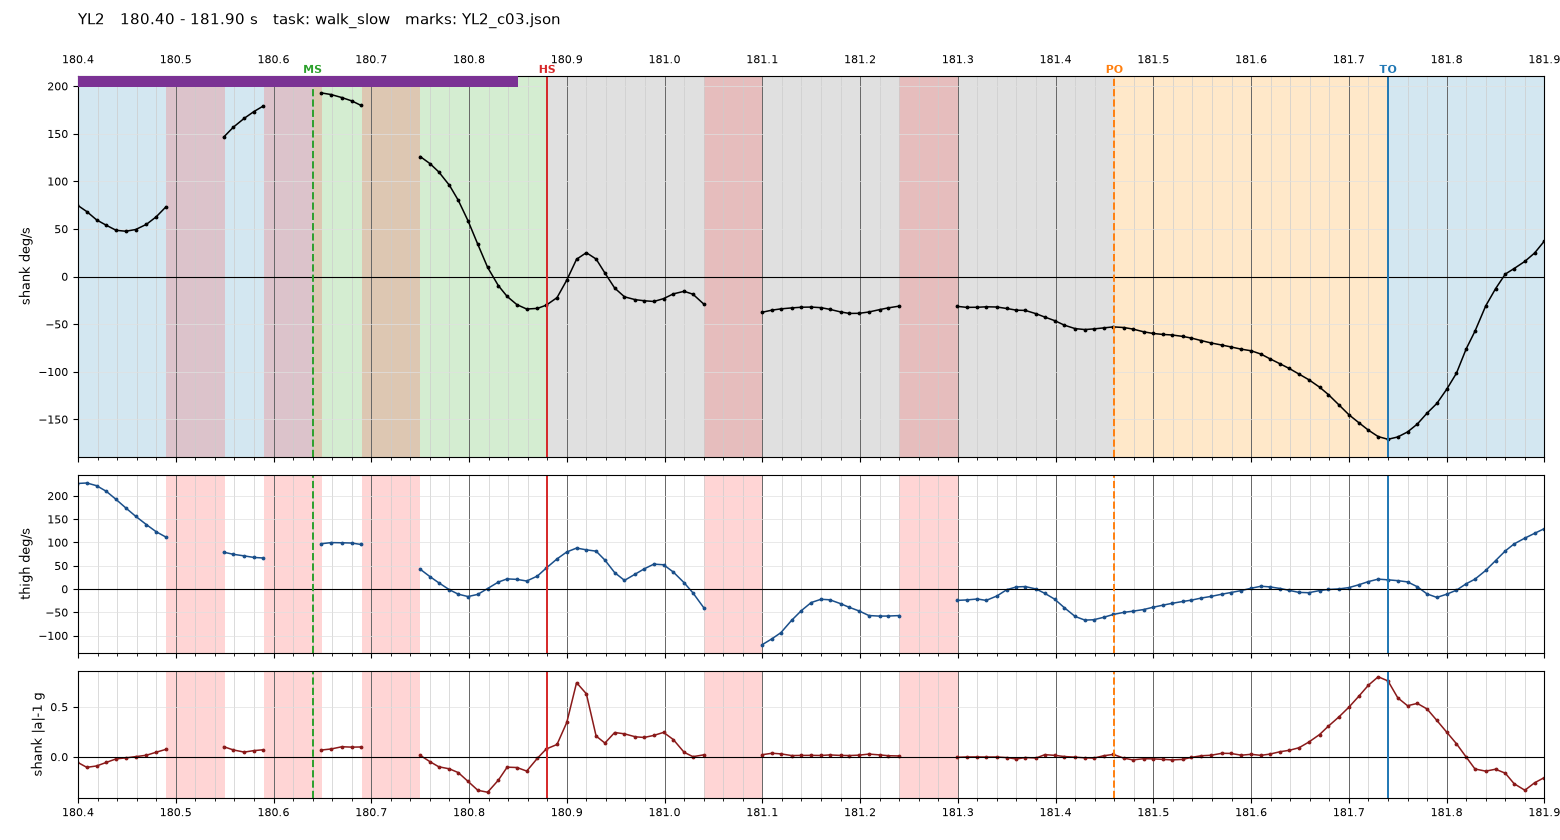 YL2   180.40 - 181.90 s   task: walk_slow   marks: YL2_c03.json
180.4 180.5 180.6 180.7 180.8 180.9 181.0 181.1 181.2 181.3 181.4 181.5 181.6 181.7 181.8 181.9
MS HS PO TO
shank deg/s
200
150
100
50
0
−50
−100
−150
thigh deg/s
200
150
100
50
0
−50
−100
shank |a|-1 g
0.5
0.0
180.4 180.5 180.6 180.7 180.8 180.9 181.0 181.1 181.2 181.3 181.4 181.5 181.6 181.7 181.8 181.9